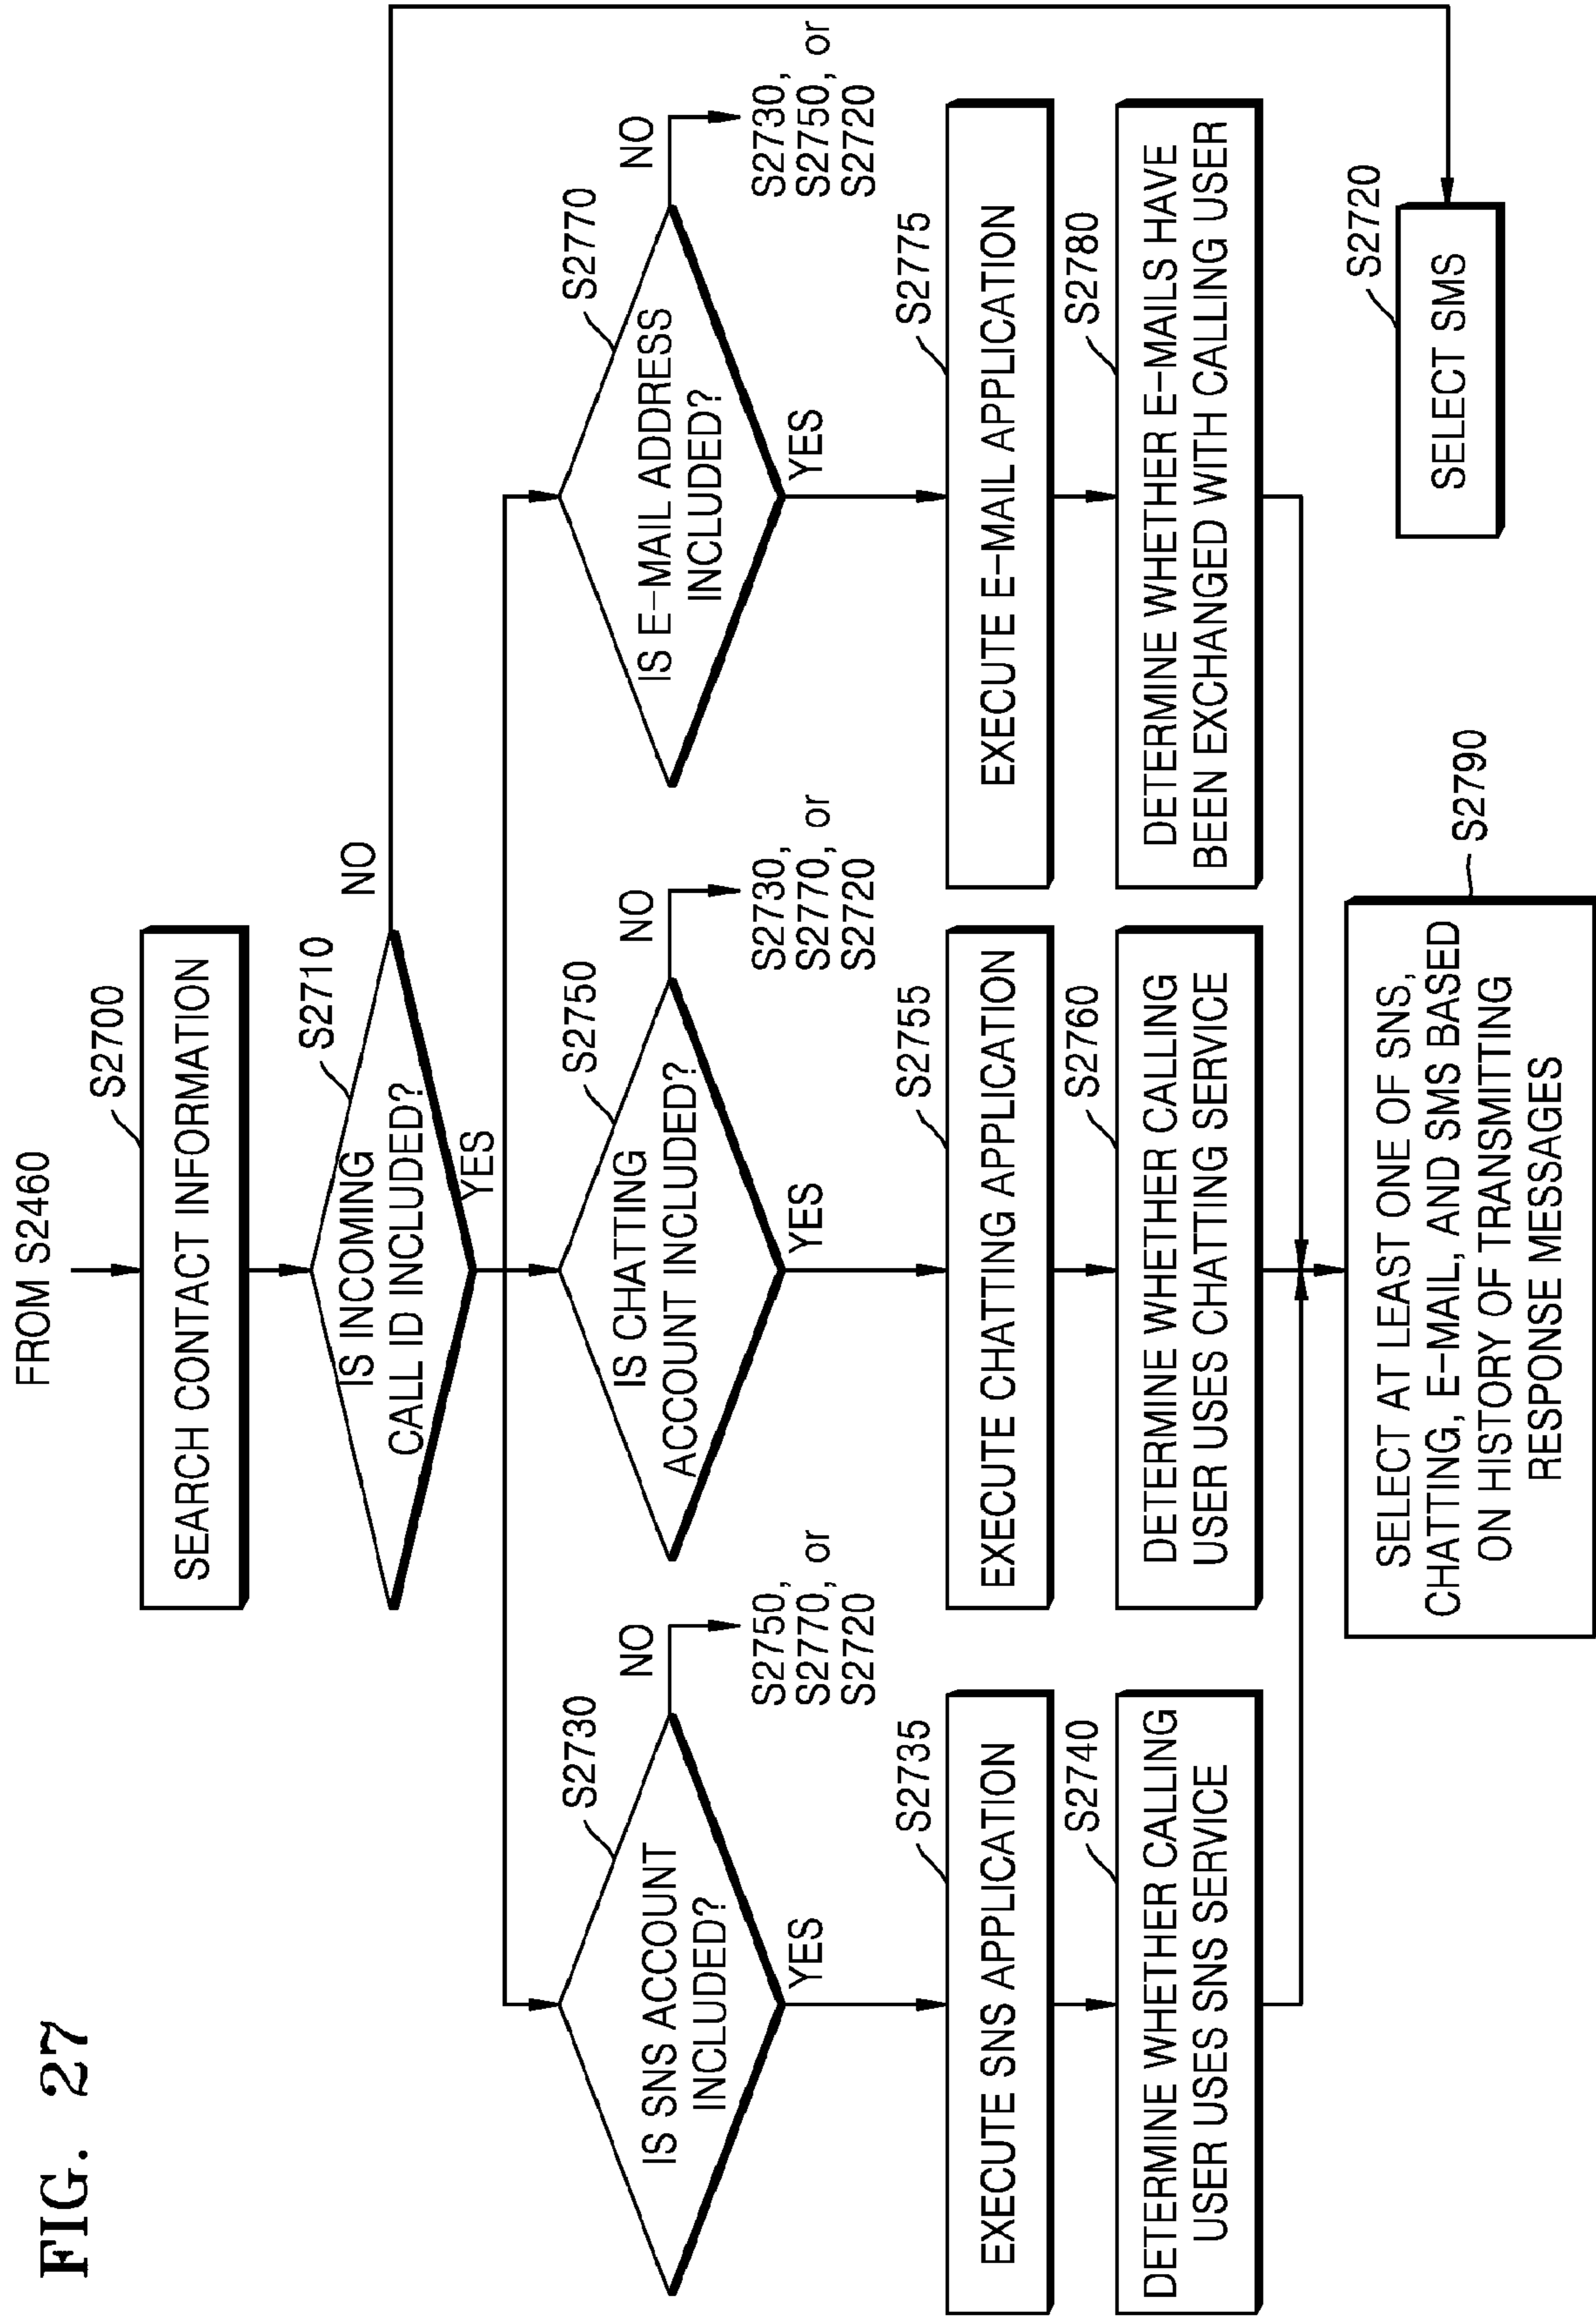 FIG. 27
FROM S2460
S2700
SEARCH CONTACT INFORMATION
S2710
IS INCOMING
CALL ID INCLUDED?
NO
YES
S2730
IS SNS ACCOUNT
INCLUDED?
NO
S2750,
S2770, or
S2720
YES
S2735
EXECUTE SNS APPLICATION
S2740
DETERMINE WHETHER CALLING
USER USES SNS SERVICE
S2750
IS CHATTING
ACCOUNT INCLUDED?
NO
S2730,
S2770, or
S2720
YES
S2755
EXECUTE CHATTING APPLICATION
S2760
DETERMINE WHETHER CALLING
USER USES CHATTING SERVICE
S2770
IS E-MAIL ADDRESS
INCLUDED?
NO
S2730,
S2750, or
S2720
YES
S2775
EXECUTE E-MAIL APPLICATION
S2780
DETERMINE WHETHER E-MAILS HAVE
BEEN EXCHANGED WITH CALLING USER
S2790
SELECT AT LEAST ONE OF SNS,
CHATTING, E-MAIL, AND SMS BASED
ON HISTORY OF TRANSMITTING
RESPONSE MESSAGES
S2720
SELECT SMS